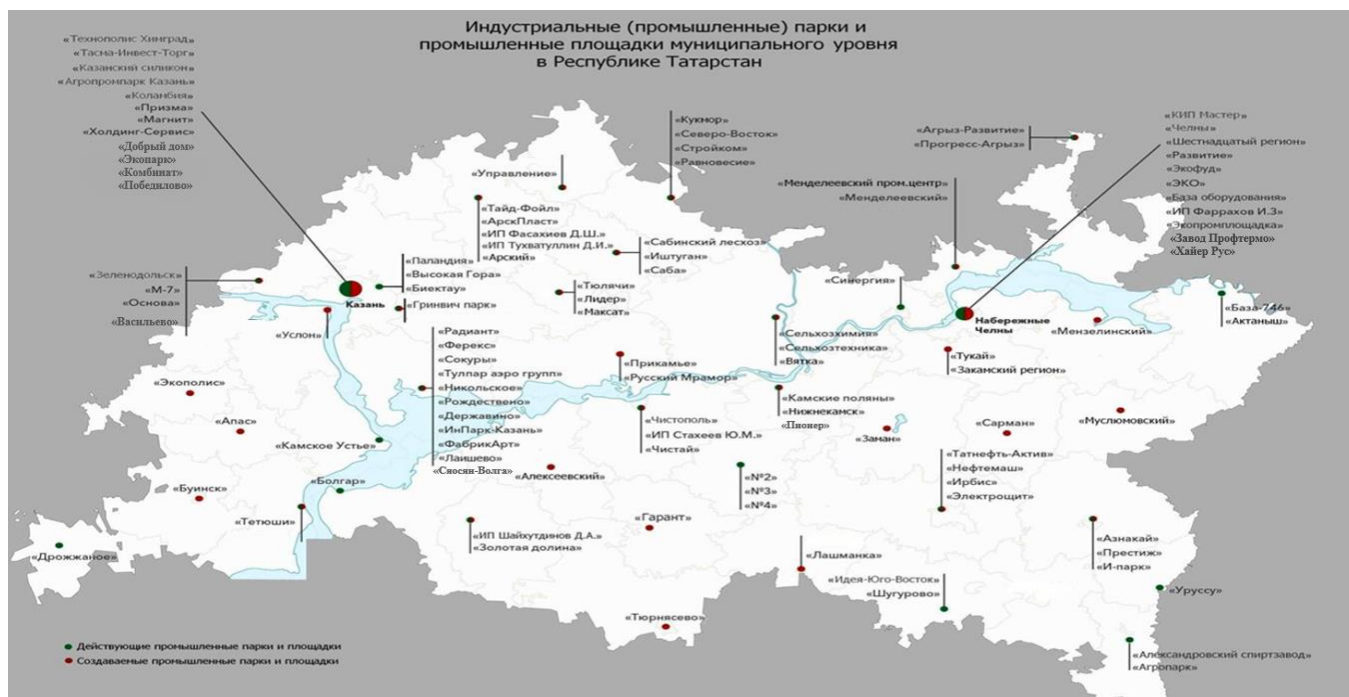 Индустриальные (промышленные) парки и
промышленные площадки муниципального уровня
в Республике Татарстан
«Технополис Химград»
«Тасма-Инвест-Торг»
«Казанский силикон»
«Агропромпарк Казань»
«Коламбия»
«Призма»
«Магнит»
«Холдинг-Сервис»
«Добрый дом»
«Экопарк»
«Комбинат»
«Победилово»
Казань
«Зеленодольск»
«М-7»
«Основа»
«Васильево»
«Управление»
«Тайд-Фойл»
«АрскПласт»
«ИП Фасахиев Д.Ш.»
«ИП Тухватуллин Д.И.»
«Арский»
«Кукмор»
«Северо-Восток»
«Стройком»
«Равновесие»
«Агрыз-Развитие»
«Прогресс-Агрыз»
«Менделеевский пром.центр»
«Менделеевский»
«КИП Мастер»
«Челны»
«Шестнадцатый регион»
«Развитие»
«Экофуд»
«ЭКО»
«База оборудования»
«ИП Фаррахов И.З»
«Экопромплощадка»
«Завод Профтермо»
«Хайер Рус»
Набережные
Челны
«Паландия»
«Высокая Гора»
«Биектау»
«Гринвич парк»
«Сабинский лесхоз»
«Иштуган»
«Саба»
«Тюлячи»
«Лидер»
«Максат»
«Синергия»
«База-746»
«Актаныш»
«Мензелинский»
«Услон»
«Радиант»
«Ферекс»
«Сокуры»
«Тулпар аэро групп»
«Никольское»
«Рождествено»
«Державино»
«ИнПарк-Казань»
«ФабрикАрт»
«Лаишево»
«Сяосян-Волга»
«Прикамье»
«Русский Мрамор»
«Сельхозхимия»
«Сельхозтехника»
«Вятка»
«Тукай»
«Закамский регион»
«Экополис»
«Апас»
«Камское Устье»
«Чистополь»
«ИП Стахеев Ю.М.»
«Чистай»
«Камские поляны»
«Нижнекамск»
«Пионер»
«Заман»
«Сарман»
«Муслюмовский»
«Буинск»
«Болгар»
«Тетюши»
«Дрожжаное»
«Алексеевский»
«№2»
«№3»
«№4»
«Татнефть-Актив»
«Нефтемаш»
«Ирбис»
«Электрощит»
«ИП Шайхутдинов Д.А.»
«Золотая долина»
«Гарант»
«Лашманка»
«Идея-Юго-Восток»
«Шугурово»
«Азнакай»
«Престиж»
«И-парк»
«Уруссу»
«Тюрнясево»
«Александровский спиртзавод»
«Агропарк»
Действующие промышленные парки и площадки
Создаваемые промышленные парки и площадки